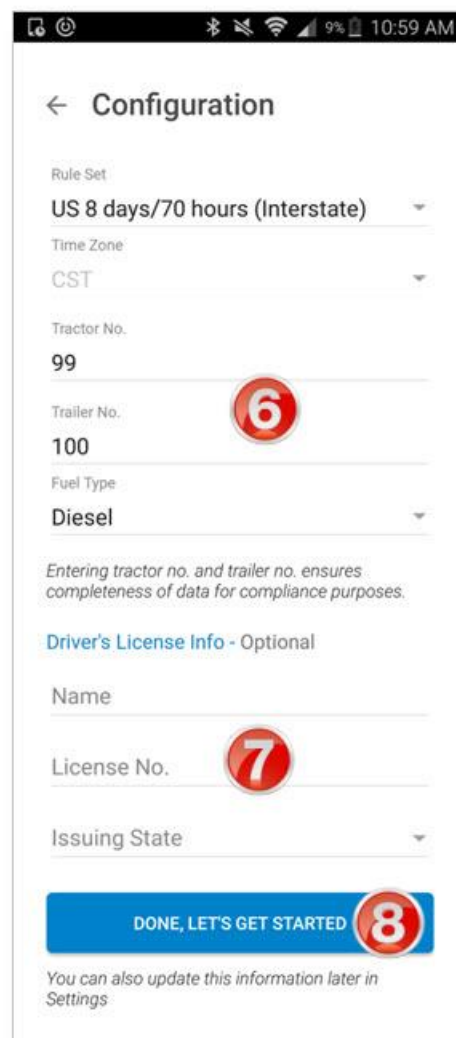 9% 10:59 AM
← Configuration
Rule Set
US 8 days/70 hours (Interstate)
Time Zone
CST
Tractor No.
99
6
Trailer No.
100
Fuel Type
Diesel
Entering tractor no. and trailer no. ensures
completeness of data for compliance purposes.
Driver's License Info - Optional
Name
License No.
7
Issuing State
DONE, LET'S GET STARTED
8
You can also update this information later in
Settings